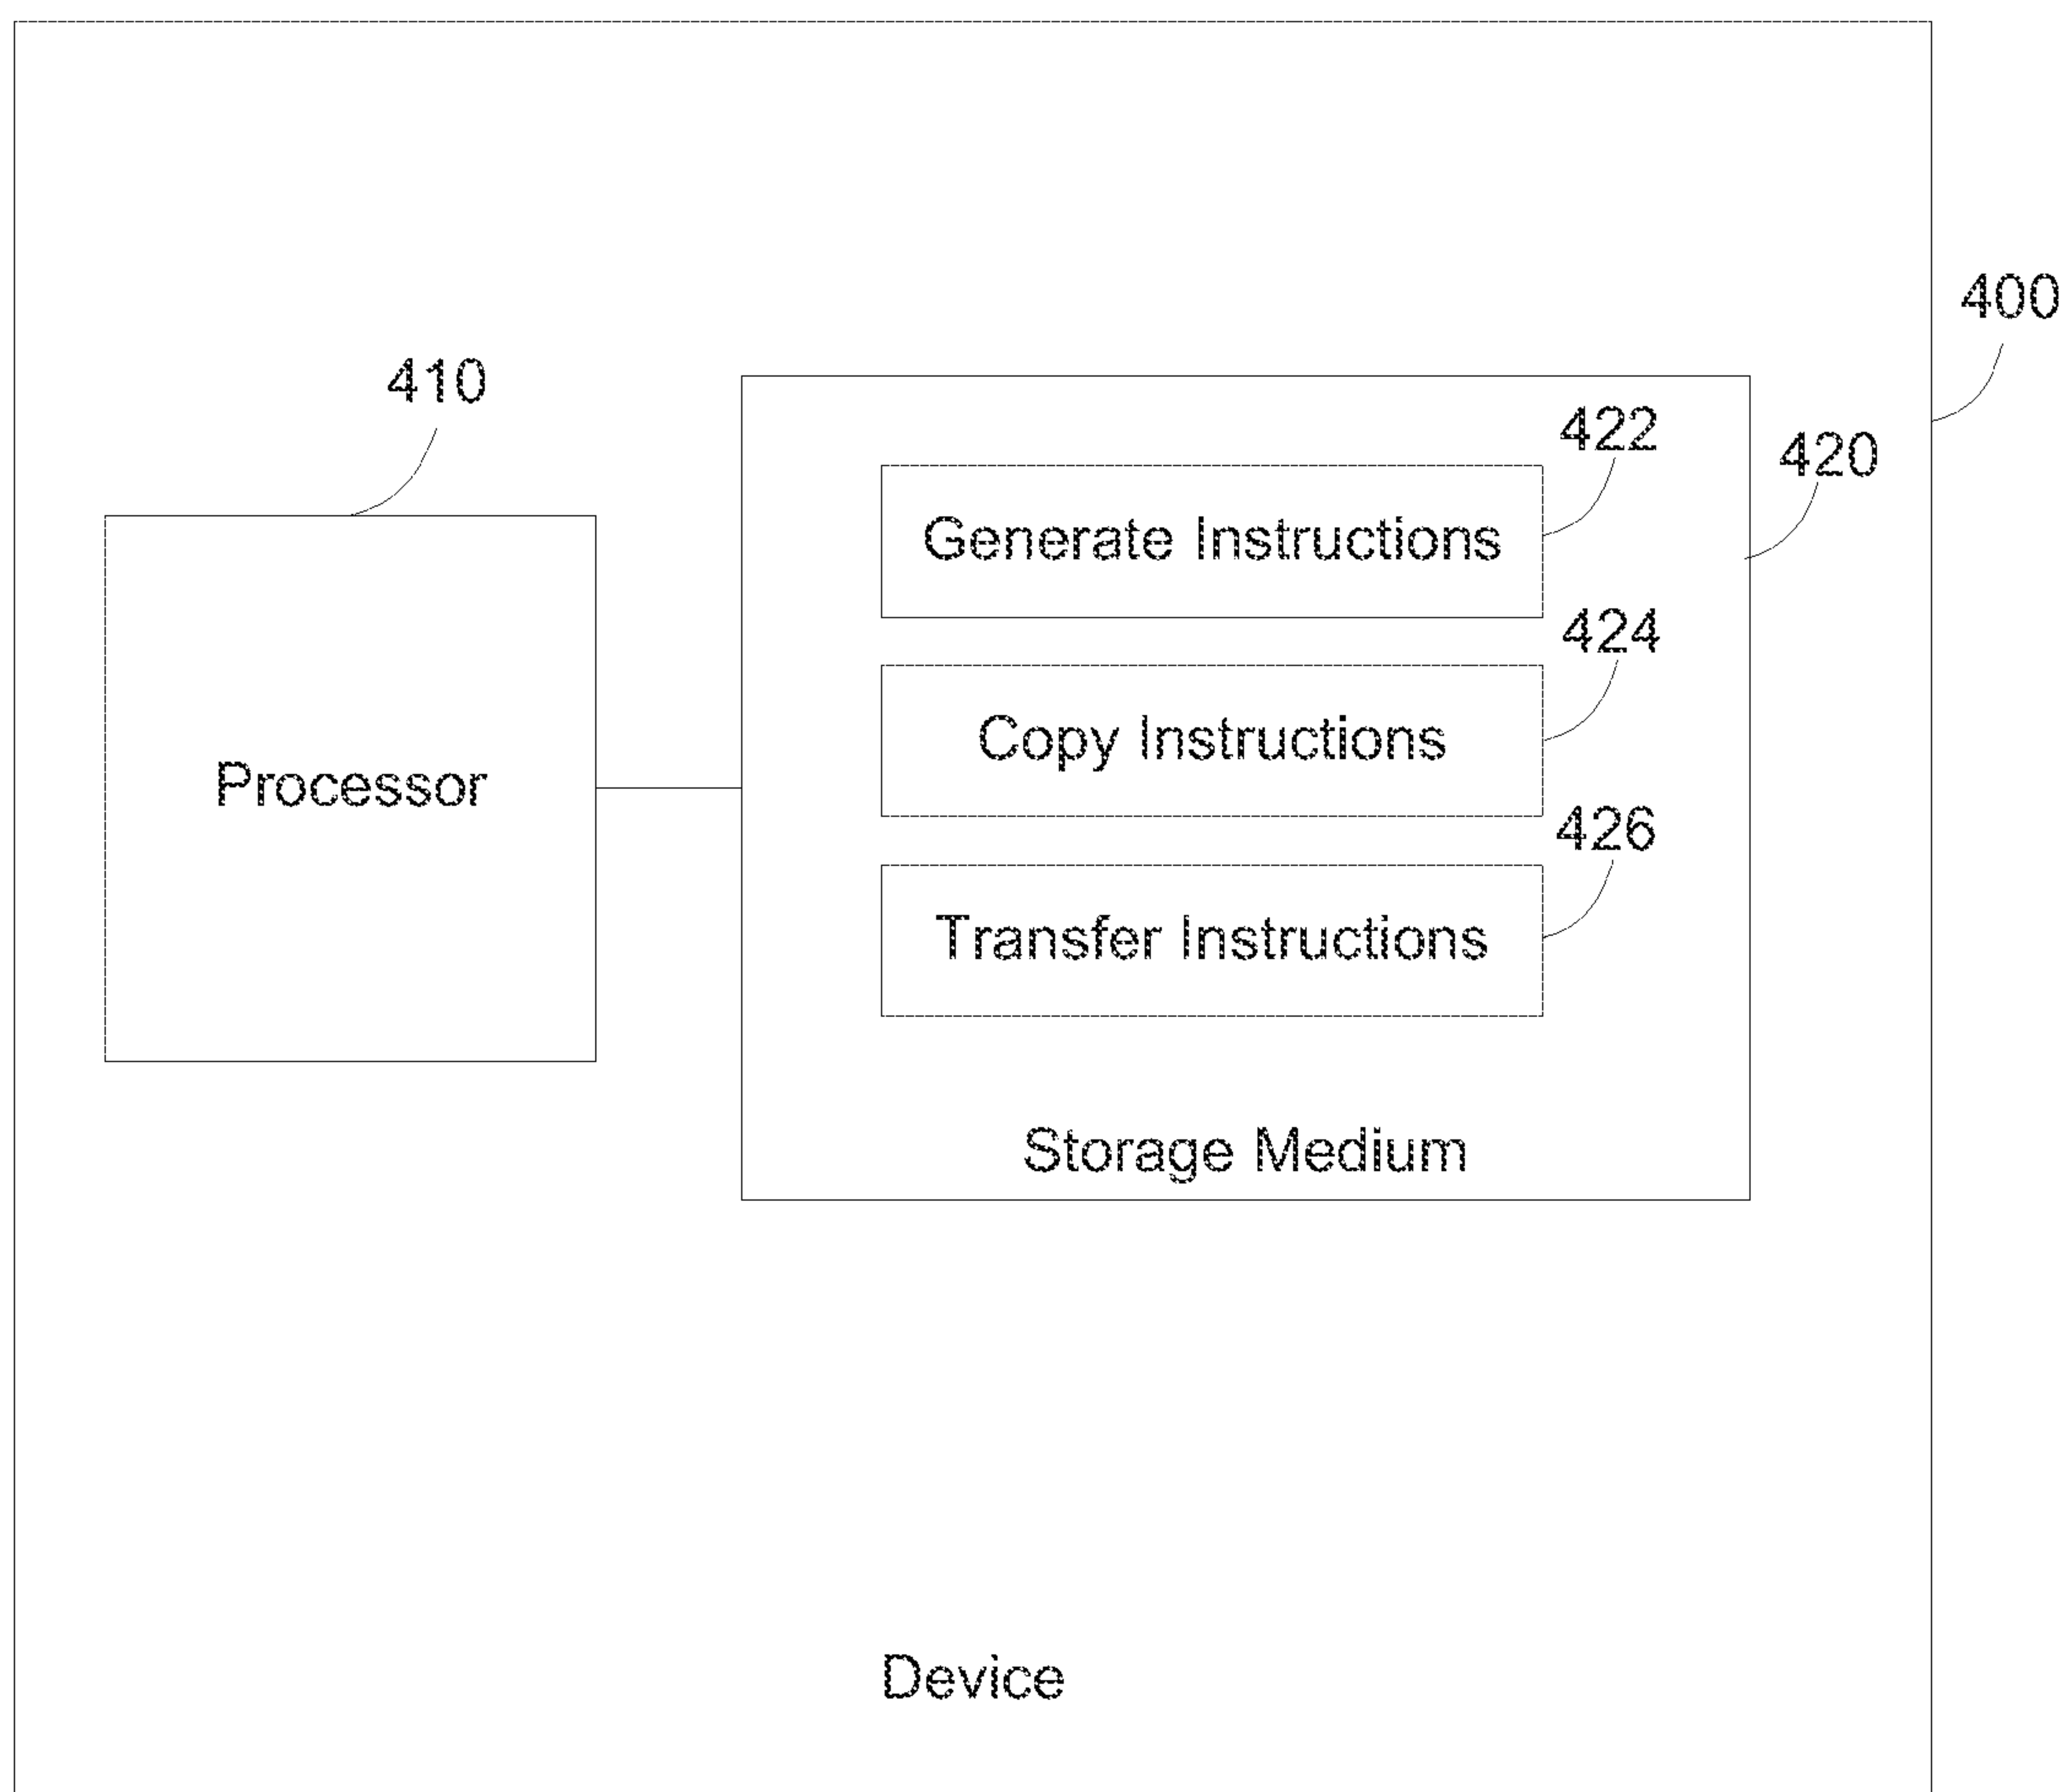 400
410
422
420
Generate Instructions
424
Copy Instructions
Processor
426
Transfer Instructions
Storage Medium
Device